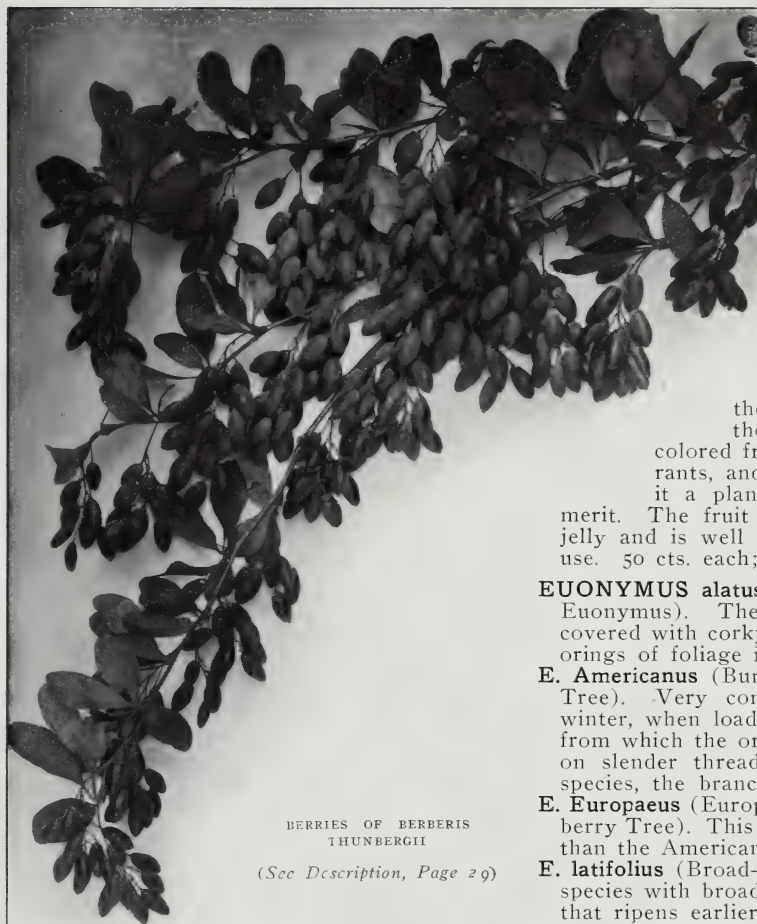 BERRIES OF BERBERIS
THUNBERGII
(See Description, Page 29)
the
the
colored fr
rants, and
it a plan
merit. The fruit
jelly and is well
use. 50 cts. each;
EUONYMUS alatus
Euonymus). The
covered with cork
orings of foliage i
E. Americanus (Bur
Tree). Very con
winter, when load
from which the or
on slender thread
species, the branc
E. Europaeus (Europ
berry Tree). This
than the American
E. latifolius (Broad-
species with broad
that ripens earlier